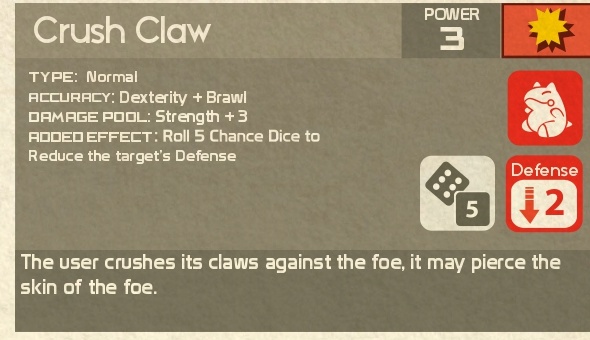 Crush Claw
POWER
3
TYPE: Normal
ACCURACY: Dexterity + Brawl
DAMAGE POOL: Strength + 3
ADDED EFFECT: Roll 5 Chance Dice to
Reduce the target's Defense
5
Defense
2
The user crushes its claws against the foe, it may pierce the
skin of the foe.